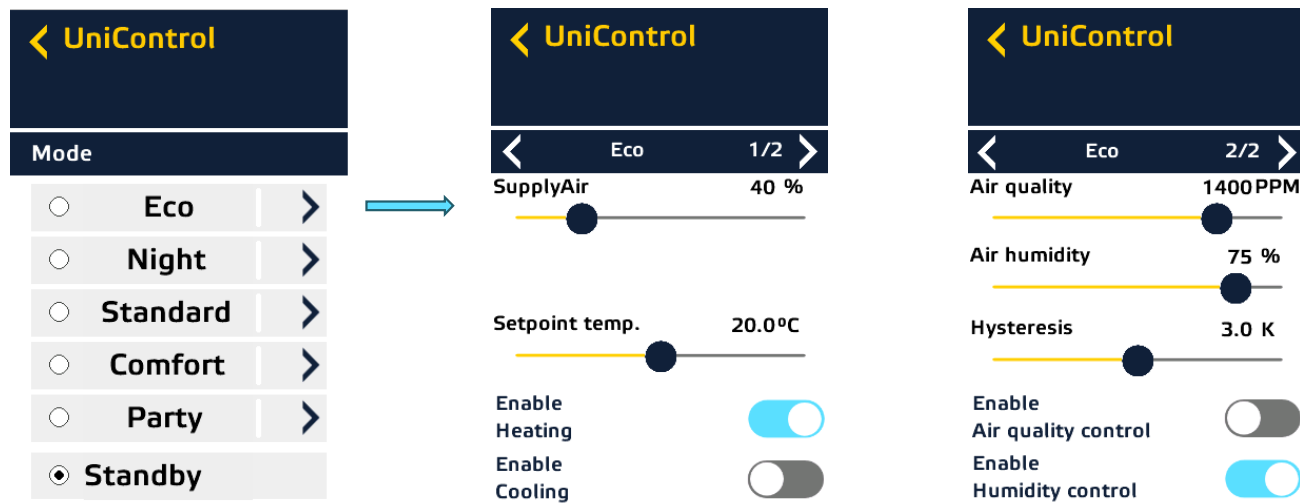 UniControl
Mode
Eco
Night
Standard
Comfort
Party
Standby
UniControl
Eco 1/2
SupplyAir 40 %
Setpoint temp. 20.0ºC
Enable
Heating
Enable
Cooling
UniControl
Eco 2/2
Air quality 1400 PPM
Air humidity 75 %
Hysteresis 3.0 K
Enable
Air quality control
Enable
Humidity control